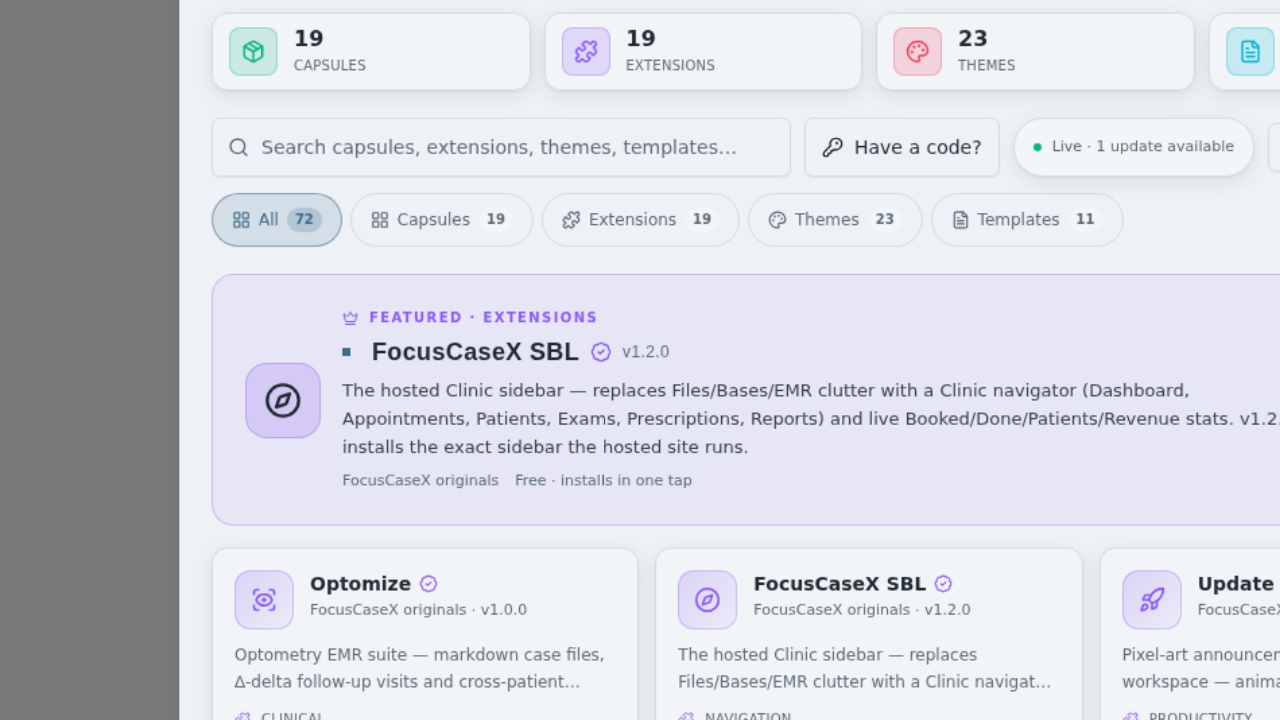 19
CAPSULES
19
EXTENSIONS
23
THEMES
Search capsules, extensions, themes, templates...
Have a code?
Live · 1 update available
All 72
Capsules 19
Extensions 19
Themes 23
Templates 11
FEATURED · EXTENSIONS
FocusCaseX SBL v1.2.0
The hosted Clinic sidebar — replaces Files/Bases/EMR clutter with a Clinic navigator (Dashboard,
Appointments, Patients, Exams, Prescriptions, Reports) and live Booked/Done/Patients/Revenue stats. v1.2.
installs the exact sidebar the hosted site runs.
FocusCaseX originals Free · installs in one tap
Optomize
FocusCaseX originals · v1.0.0
Optometry EMR suite — markdown case files,
Δ-delta follow-up visits and cross-patient...
CLINICAL
FocusCaseX SBL
FocusCaseX originals · v1.2.0
The hosted Clinic sidebar — replaces
Files/Bases/EMR clutter with a Clinic navigat...
NAVIGATION
Update
Pixel-art
workspace —
PRODUCTIVITY